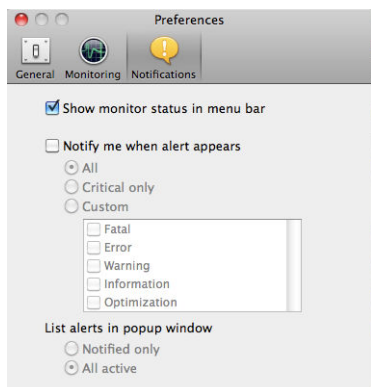 Preferences
General Monitoring Notifications
Show monitor status in menu bar
Notify me when alert appears
All
Critical only
Custom
Fatal
Error
Warning
Information
Optimization
List alerts in popup window
Notified only
All active